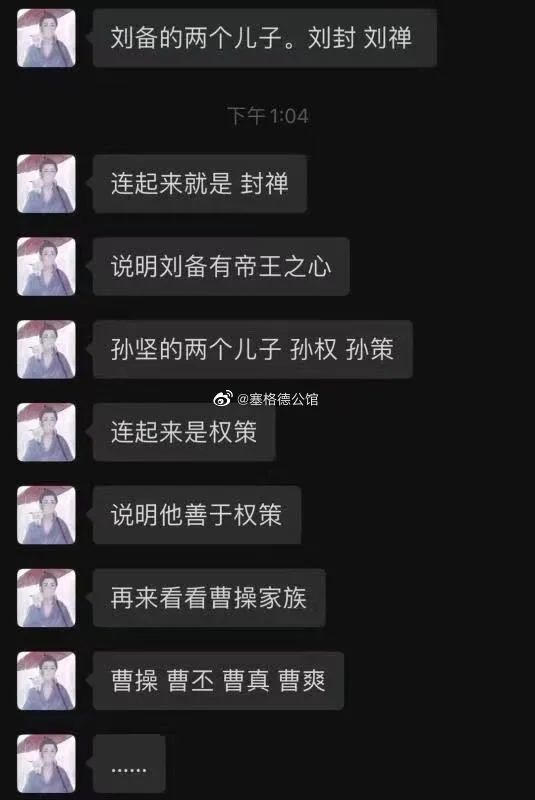 刘备的两个儿子。刘封 刘禅
下午1:04
连起来就是 封禅
说明刘备有帝王之心
孙坚的两个儿子 孙权 孙策
@塞格德公馆
连起来是权策
说明他善于权策
再来看看曹操家族
曹操 曹丕 曹真 曹爽
......